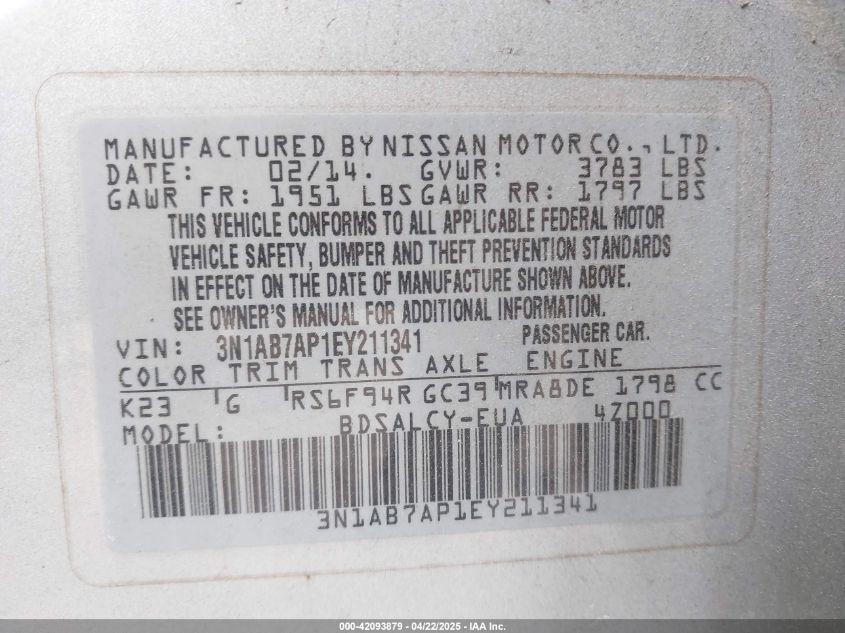 MANUFACTURED BY NISSAN MOTOR CO., LTD.
DATE: 02/14. GVWR: 3783 LBS
GAWR FR: 1951 LBS GAWR RR: 1797 LBS
THIS VEHICLE CONFORMS TO ALL APPLICABLE FEDERAL MOTOR
VEHICLE SAFETY, BUMPER AND THEFT PREVENTION STANDARDS
IN EFFECT ON THE DATE OF MANUFACTURE SHOWN ABOVE.
SEE OWNER'S MANUAL FOR ADDITIONAL INFORMATION.
VIN: 3N1AB7AP1EY211341 PASSENGER CAR.
COLOR TRIM TRANS AXLE ENGINE
K23 G RS6F94R GC39 MRA8DE 1798 CC
MODEL: BDSALCY-EUA 4Z000
3N1AB7AP1EY211341
000-42093879 - 04/22/2025 - IAA Inc.